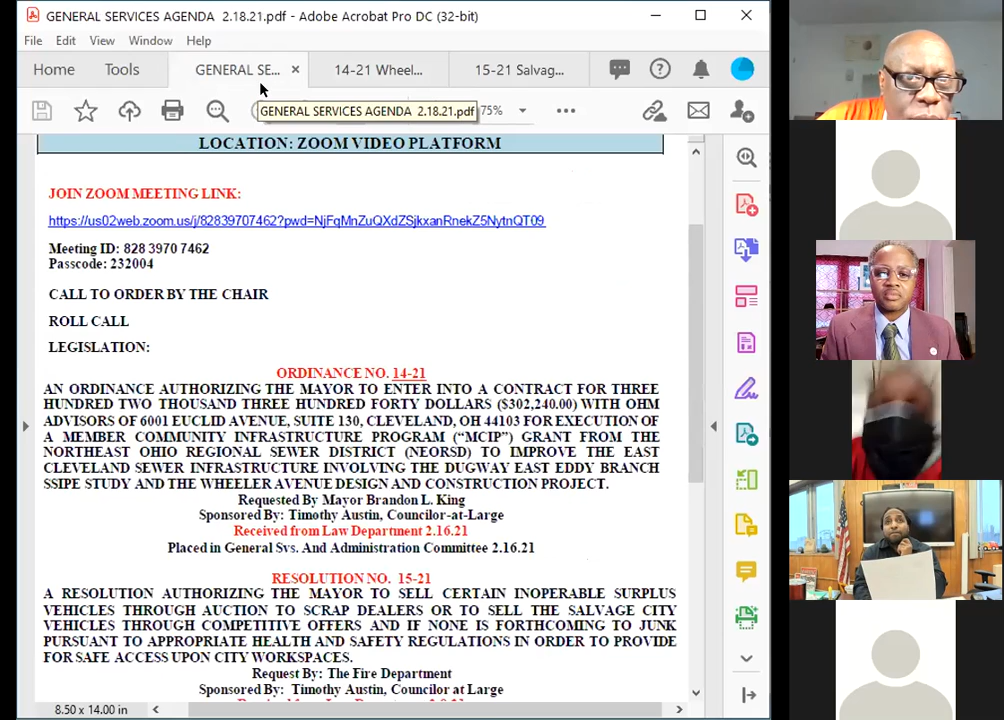 GENERAL SERVICES AGENDA 2.18.21.pdf - Adobe Acrobat Pro DC (32-bit)
File Edit View Window Help
Home Tools GENERAL SE... 14-21 Wheel... 15-21 Salvag...
GENERAL SERVICES AGENDA 2.18.21.pdf 75%
LOCATION: ZOOM VIDEO PLATFORM
JOIN ZOOM MEETING LINK:
https://us02web.zoom.us/j/82839707462?pwd=NjFqMnZuQXdZSjkxanRnekZ5NytnQT09
Meeting ID: 828 3970 7462
Passcode: 232004
CALL TO ORDER BY THE CHAIR
ROLL CALL
LEGISLATION:
ORDINANCE NO. 14-21
AN ORDINANCE AUTHORIZING THE MAYOR TO ENTER INTO A CONTRACT FOR THREE
HUNDRED TWO THOUSAND THREE HUNDRED FORTY DOLLARS ($302,240.00) WITH OHM
ADVISORS OF 6001 EUCLID AVENUE, SUITE 130, CLEVELAND, OH 44103 FOR EXECUTION OF
A MEMBER COMMUNITY INFRASTRUCTURE PROGRAM ("MCIP") GRANT FROM THE
NORTHEAST OHIO REGIONAL SEWER DISTRICT (NEORSD) TO IMPROVE THE EAST
CLEVELAND SEWER INFRASTRUCTURE INVOLVING THE DUGWAY EAST EDDY BRANCH
SSIPE STUDY AND THE WHEELER AVENUE DESIGN AND CONSTRUCTION PROJECT.
Requested By Mayor Brandon L. King
Sponsored By: Timothy Austin, Councilor-at-Large
Received from Law Department 2.16.21
Placed in General Svs. And Administration Committee 2.16.21
RESOLUTION NO. 15-21
A RESOLUTION AUTHORIZING THE MAYOR TO SELL CERTAIN INOPERABLE SURPLUS
VEHICLES THROUGH AUCTION TO SCRAP DEALERS OR TO SELL THE SALVAGE CITY
VEHICLES THROUGH COMPETITIVE OFFERS AND IF NONE IS FORTHCOMING TO JUNK
PURSUANT TO APPROPRIATE HEALTH AND SAFETY REGULATIONS IN ORDER TO PROVIDE
FOR SAFE ACCESS UPON CITY WORKSPACES.
Request By: The Fire Department
Sponsored By: Timothy Austin, Councilor at Large
8.50 x 14.00 in